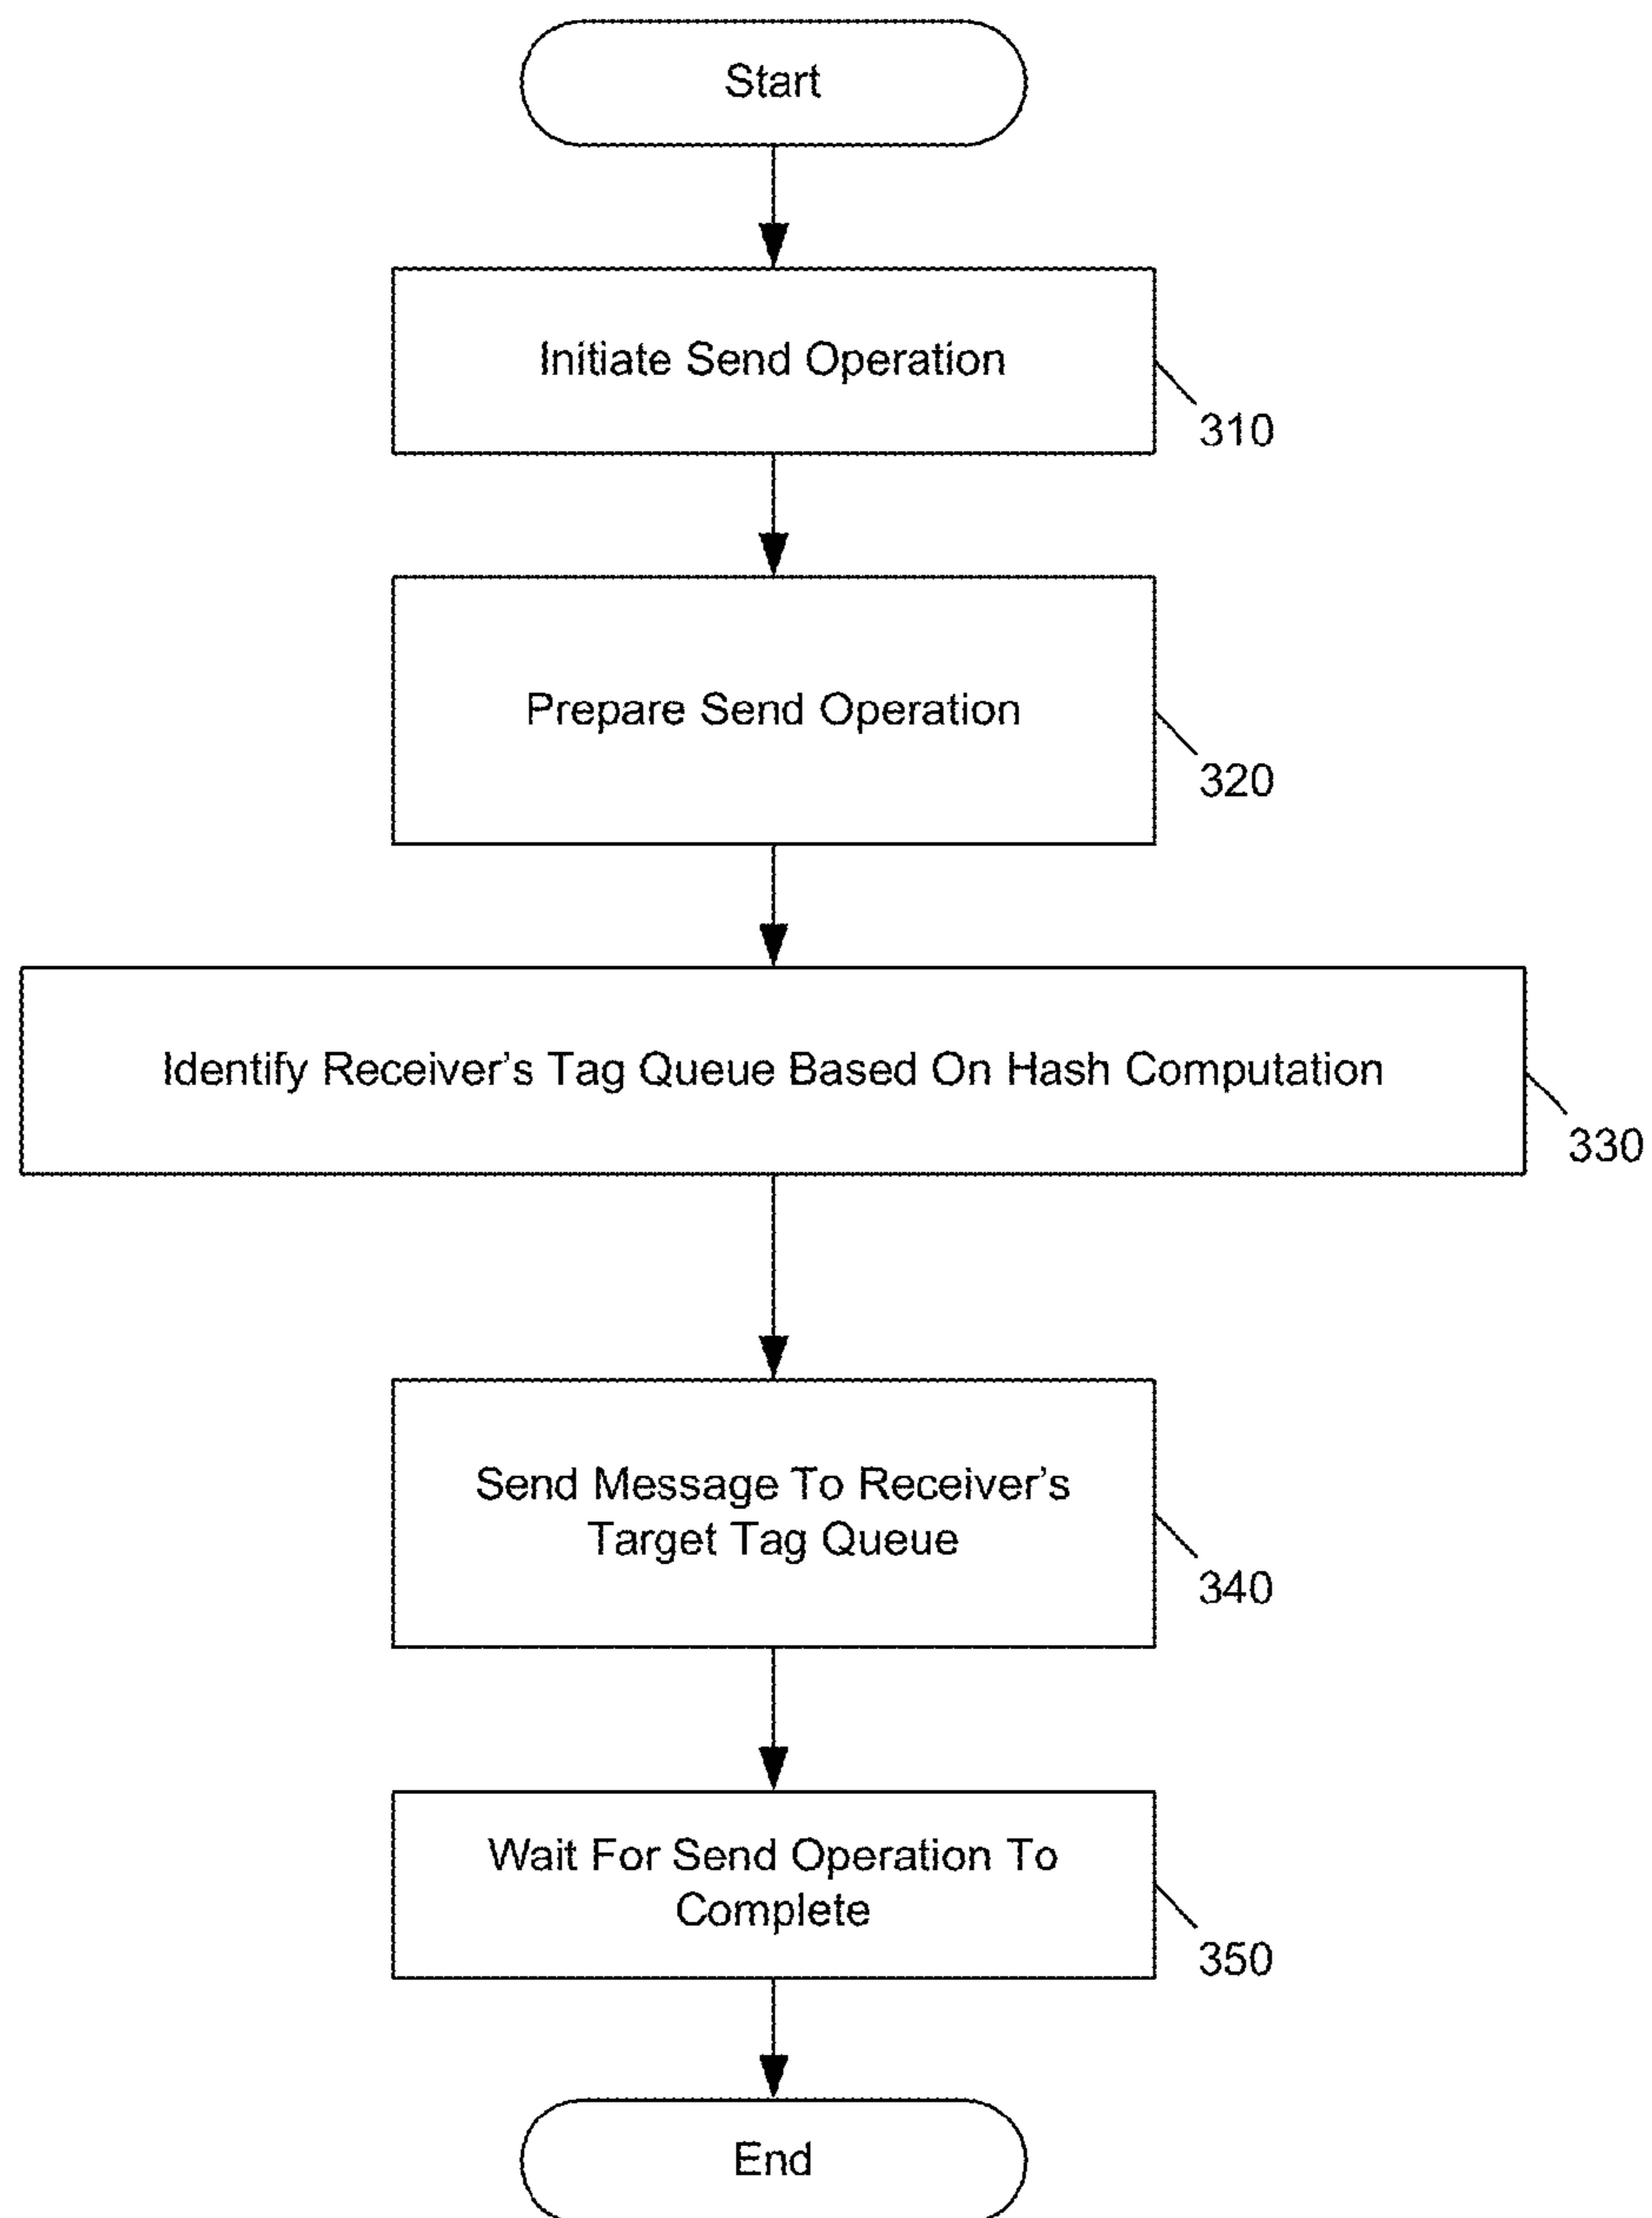 Start
Initiate Send Operation
310
Prepare Send Operation
320
Identify Receiver's Tag Queue Based On Hash Computation
330
Send Message To Receiver's
Target Tag Queue
340
Wait For Send Operation To
Complete
350
End